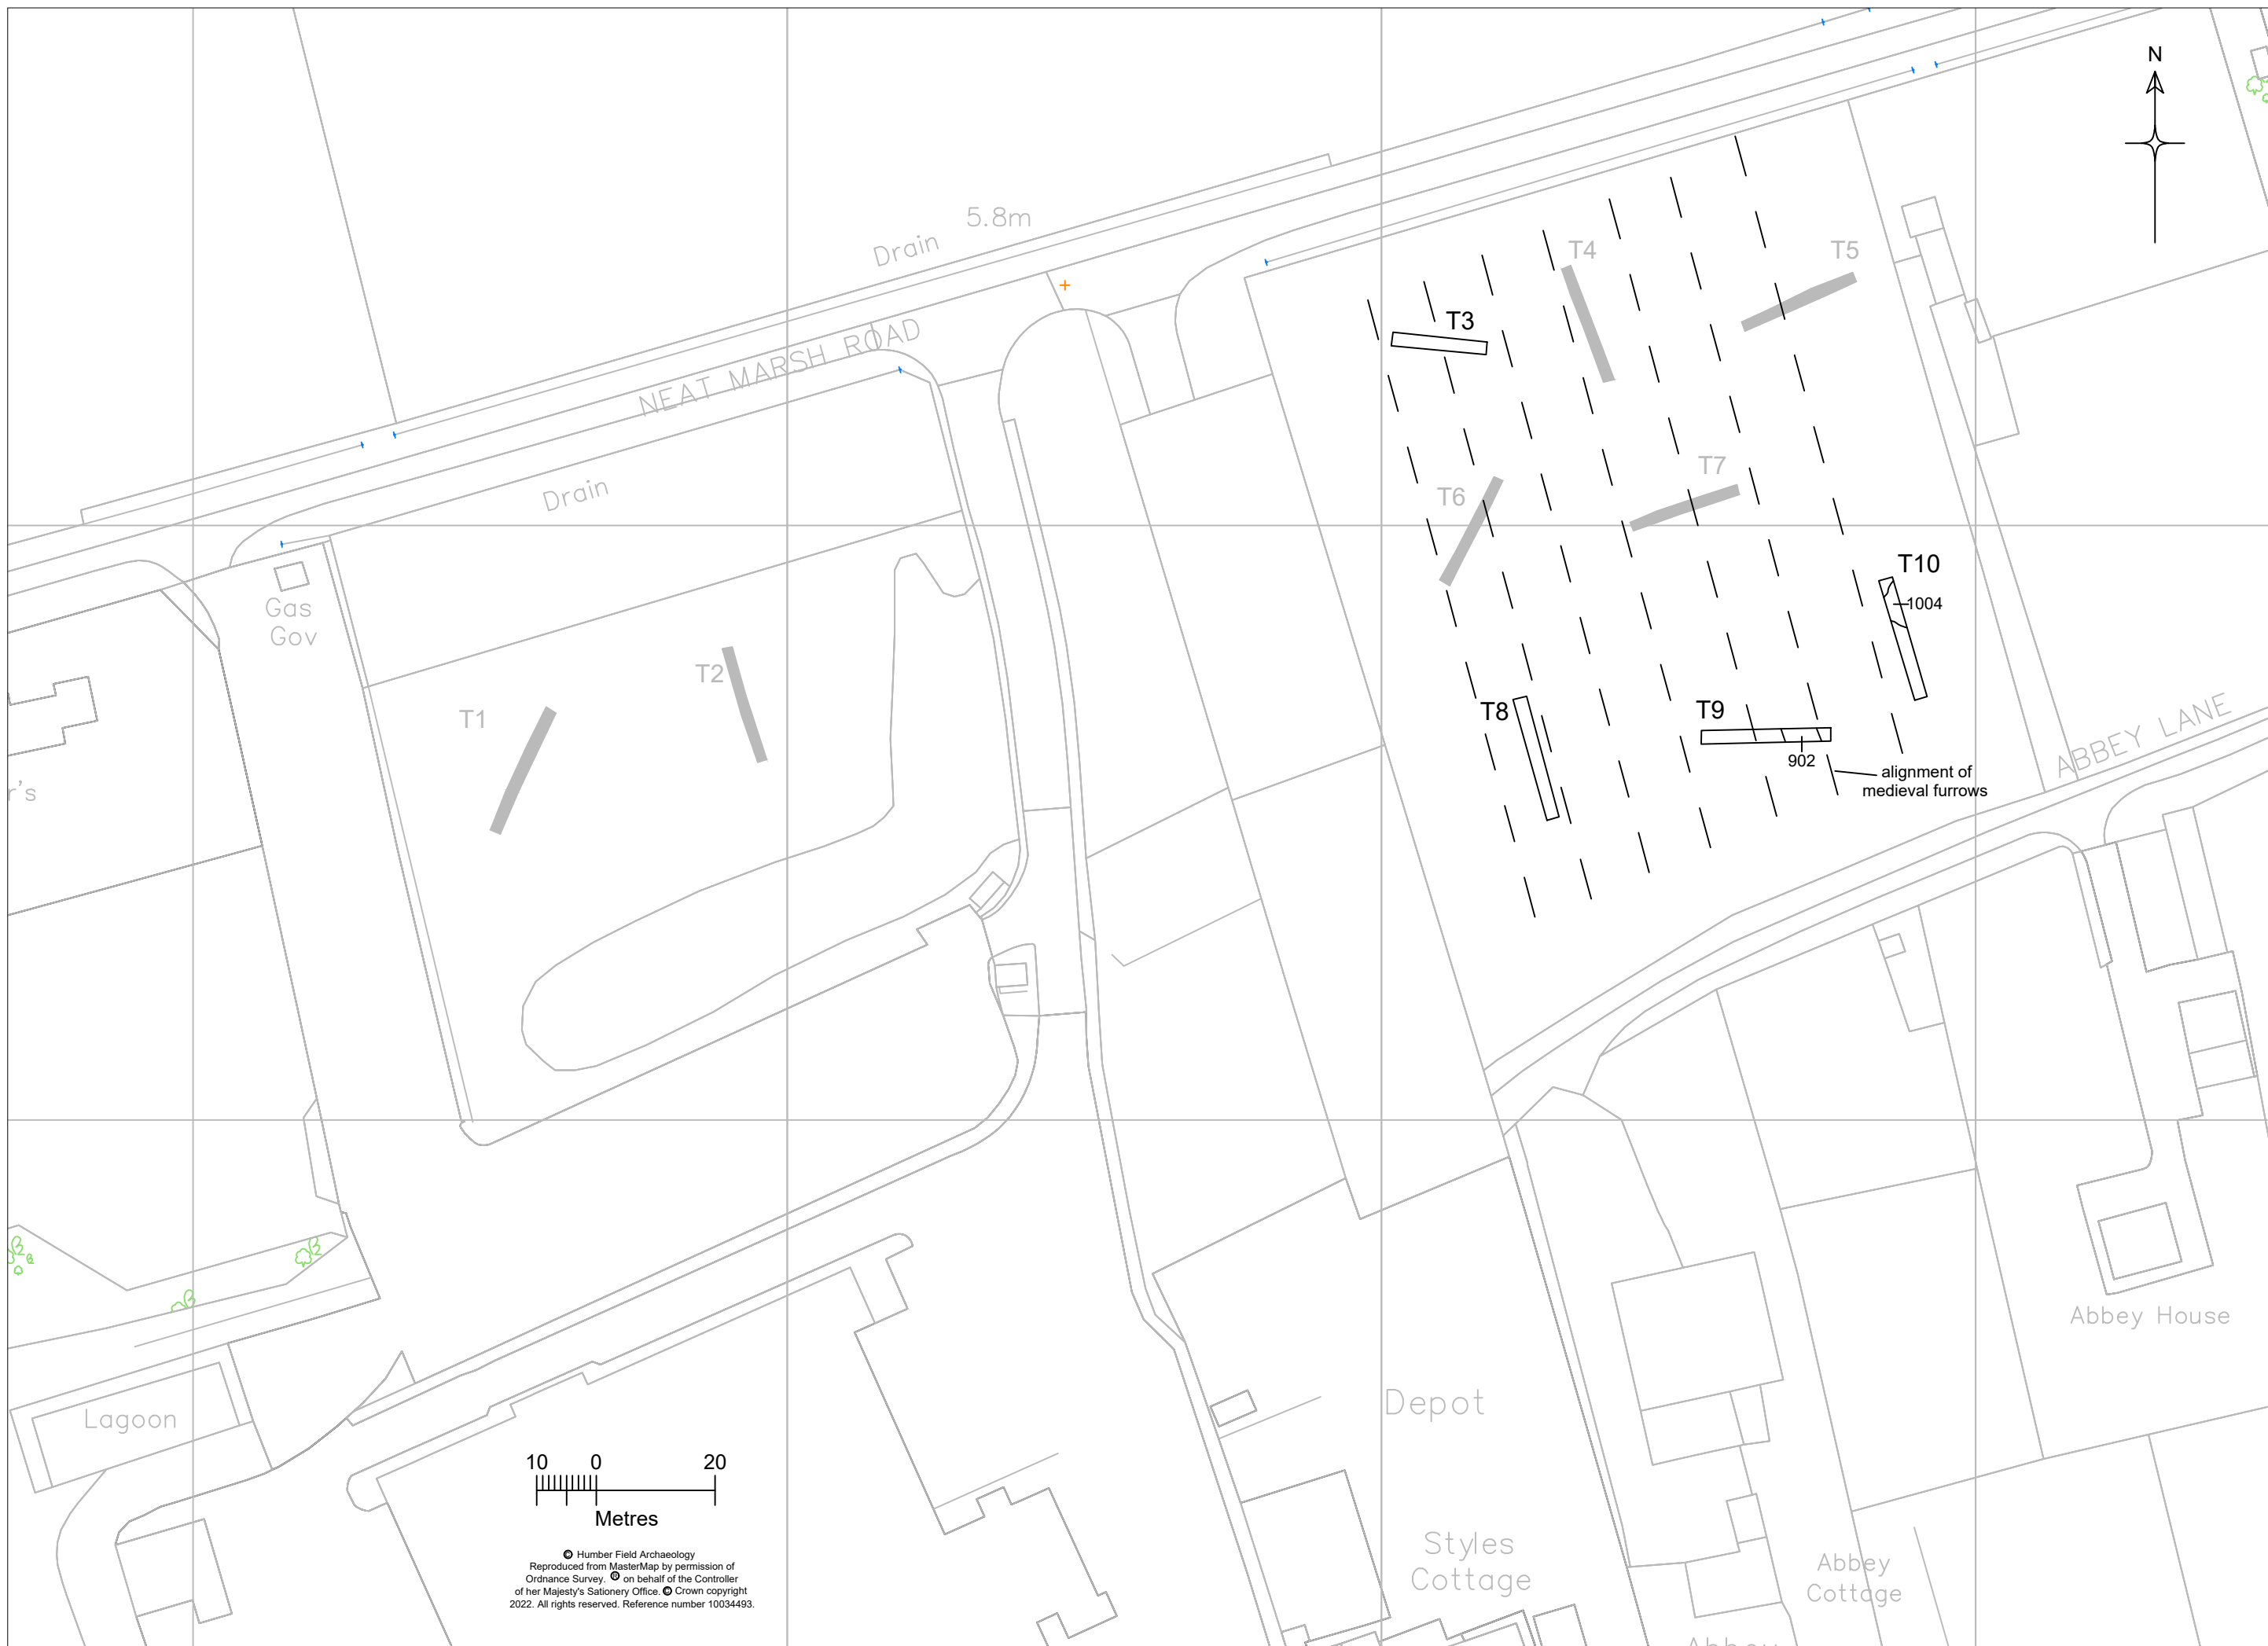 N
5.8m
Drain
T4
T5
T3
NEAT MARSH ROAD
T7
T6
Drain
T10
Gas
Gov
1004
T2
T1
T8
T9
ABBEY LANE
902
alignment of
medieval furrows
r's
Abbey House
Depot
Lagoon
10 0 20
Metres
Styles
Cottage
© Humber Field Archaeology
Reproduced from MasterMap by permission of
Ordnance Survey. ® on behalf of the Controller
of her Majesty's Sationery Office. © Crown copyright
2022. All rights reserved. Reference number 10034493.
Abbey
Cottage
Abbey